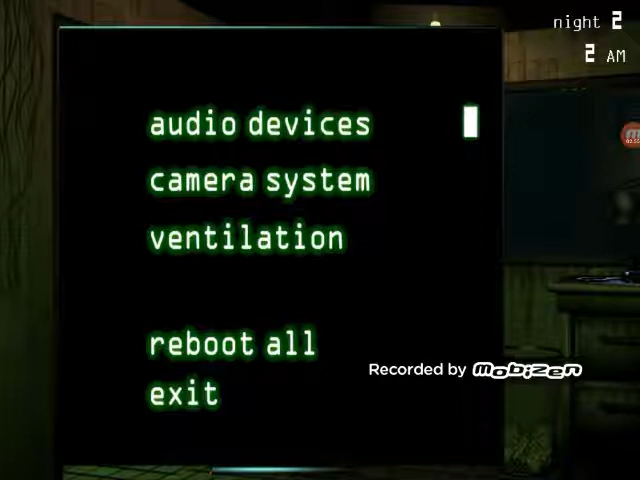 night 2
2 AM
audio devices
camera system
ventilation
reboot all
Recorded by mobizen
exit